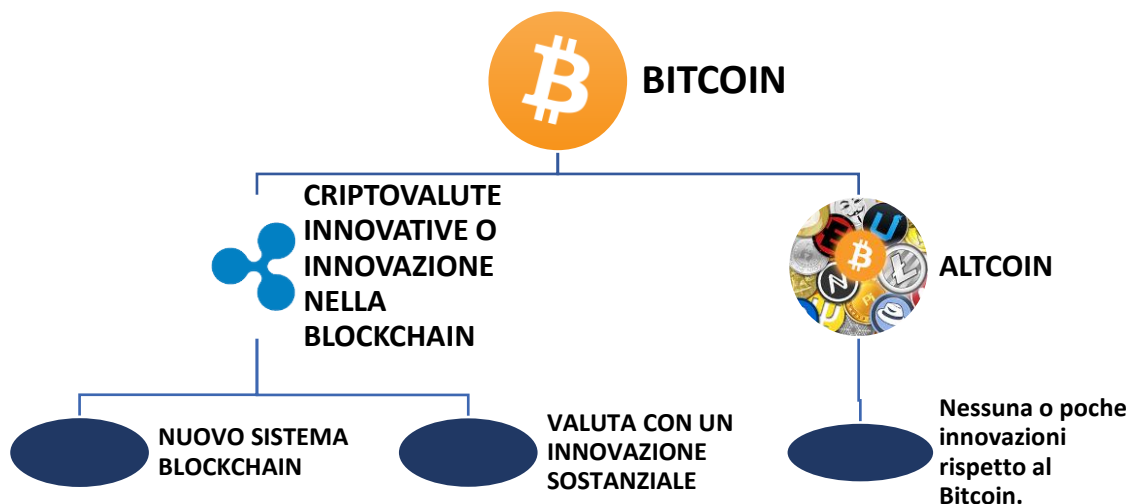 BITCOIN
CRIPTOVALUTE
INNOVATIVE O
INNOVAZIONE
NELLA
BLOCKCHAIN
ALTCOIN
NUOVO SISTEMA
BLOCKCHAIN
VALUTA CON UN
INNOVAZIONE
SOSTANZIALE
Nessuna o poche
innovazioni
rispetto al
Bitcoin.